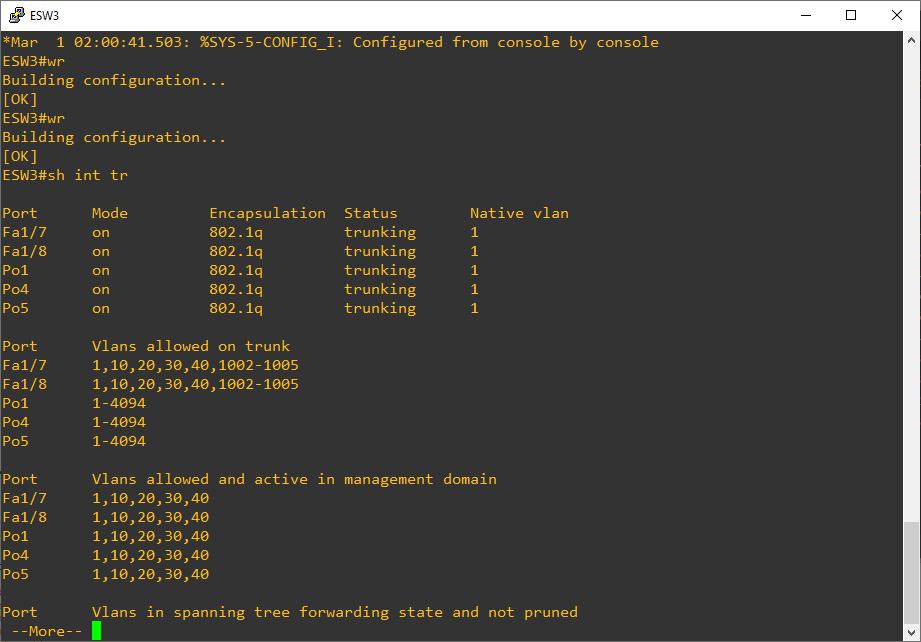 ESW3
*Mar  1 02:00:41.503: %SYS-5-CONFIG_I: Configured from console by console
ESW3#wr
Building configuration...
[OK]
ESW3#wr
Building configuration...
[OK]
ESW3#sh int tr
Port      Mode         Encapsulation  Status        Native vlan
Fa1/7     on           802.1q         trunking      1
Fa1/8     on           802.1q         trunking      1
Po1       on           802.1q         trunking      1
Po4       on           802.1q         trunking      1
Po5       on           802.1q         trunking      1
Port      Vlans allowed on trunk
Fa1/7     1,10,20,30,40,1002-1005
Fa1/8     1,10,20,30,40,1002-1005
Po1       1-4094
Po4       1-4094
Po5       1-4094
Port      Vlans allowed and active in management domain
Fa1/7     1,10,20,30,40
Fa1/8     1,10,20,30,40
Po1       1,10,20,30,40
Po4       1,10,20,30,40
Po5       1,10,20,30,40
Port      Vlans in spanning tree forwarding state and not pruned
 --More--